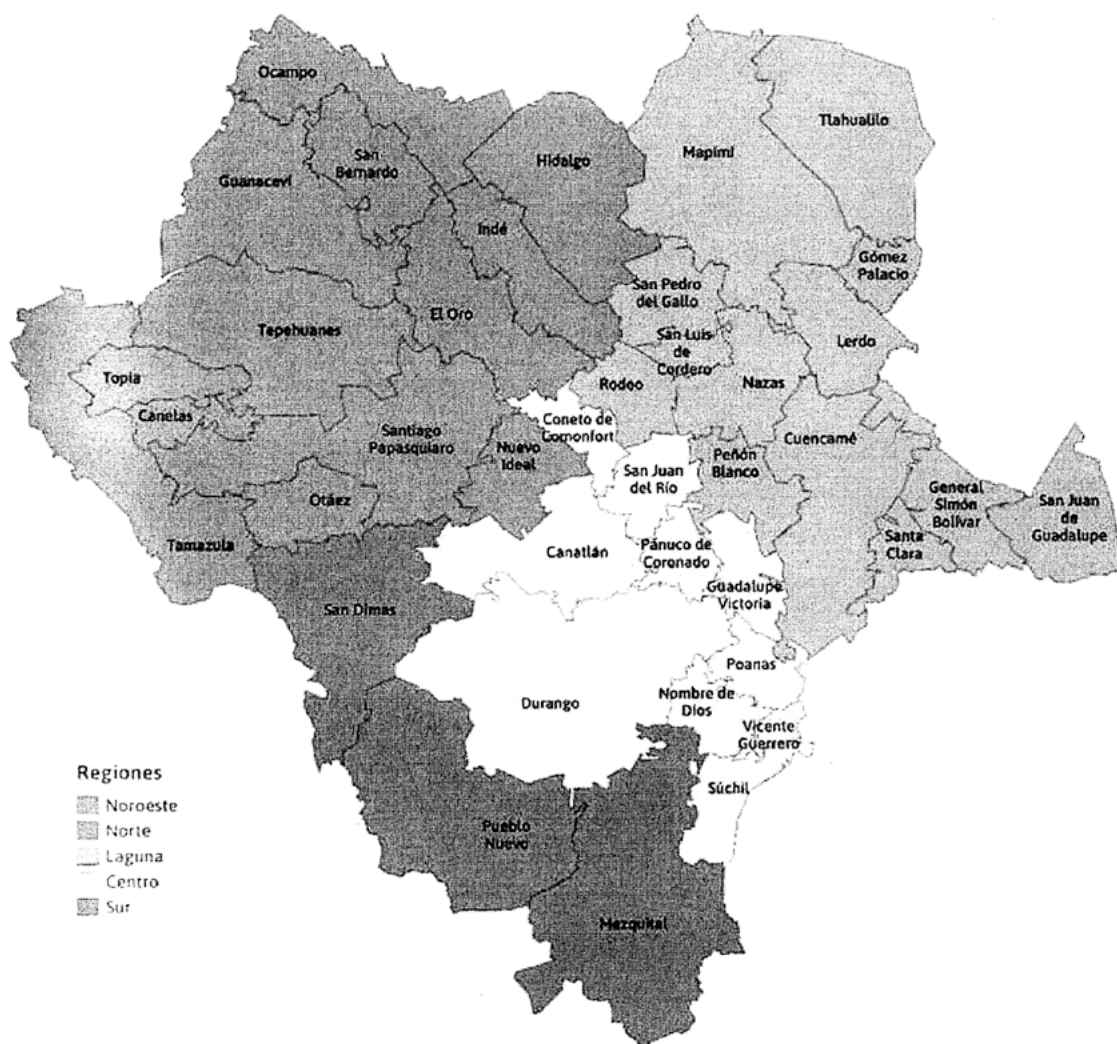 Ocampo
Tlahualilo
Mapimí
San
Bernardo
Hidalgo
Guanaceví
Indé
Gómez
Palacio
San Pedro
del Gallo
El Oro
Tepehuanes
San Luis
de
Cordero
Lerdo
Topia
Rodeo
Nazas
Canelas
Coneto de
Comonfort
Santiago
Papasquiaro
Nuevo
Ideal
Cuencamé
Peñón
Blanco
San Juan
del Río
Otáez
General
Simón
Bolívar
San Juan
de
Guadalupe
Tamazula
Canatlán
Pánuco de
Coronado
Santa
Clara
Guadalupe
Victoria
San Dimas
Poanas
Durango
Nombre de
Dios
Vicente
Guerrero
Súchil
Pueblo
Nuevo
Mezquital
Regiones
Noroeste
Norte
Laguna
Centro
Sur